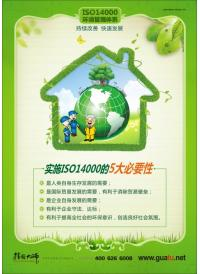 ISO14000
环境管理体系
持续改善 快速发展
实施ISO14000的5大必要性
是人类自身生存发展的需要；
是国际贸易发展的需要，有利于消除贸易壁垒；
是企业自身发展的需要；
有利于企业守法、达标；
有利于提高全社会的环保意识，创造良好社会氛围。
400 626 6008
www.guatu.net